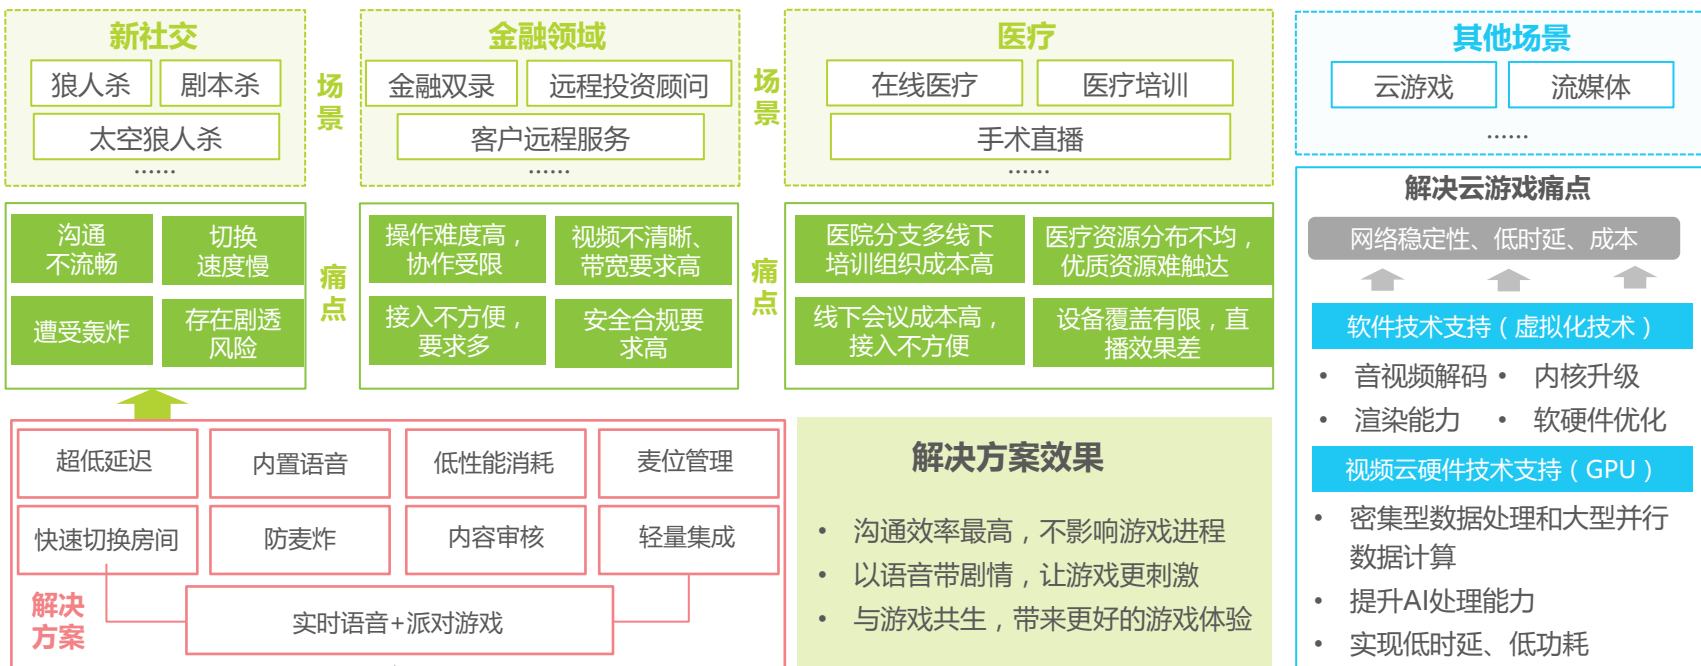 新社交
狼人杀
剧本杀
太空狼人杀
......
场
景
金融领域
金融双录
远程投资顾问
客户远程服务
......
场
景
医疗
在线医疗
医疗培训
手术直播
......
其他场景
云游戏
流媒体
......
沟通
不流畅
切换
速度慢
遭受轰炸
存在剧透
风险
痛
点
操作难度高，
协作受限
视频不清晰、
带宽要求高
接入不方便，
要求多
安全合规要
求高
痛
点
医院分支多线下
培训组织成本高
医疗资源分布不均，
优质资源难触达
线下会议成本高，
接入不方便
设备覆盖有限，直
播效果差
超低延迟
内置语音
低性能消耗
麦位管理
快速切换房间
防麦炸
内容审核
轻量集成
解决
方案
实时语音+派对游戏
解决方案效果
• 沟通效率最高，不影响游戏进程
• 以语音带剧情，让游戏更刺激
• 与游戏共生，带来更好的游戏体验
解决云游戏痛点
网络稳定性、低时延、成本
软件技术支持（虚拟化技术）
• 音视频解码 • 内核升级
• 渲染能力 • 软硬件优化
视频云硬件技术支持（GPU）
• 密集型数据处理和大型并行
数据计算
• 提升AI处理能力
• 实现低时延、低功耗